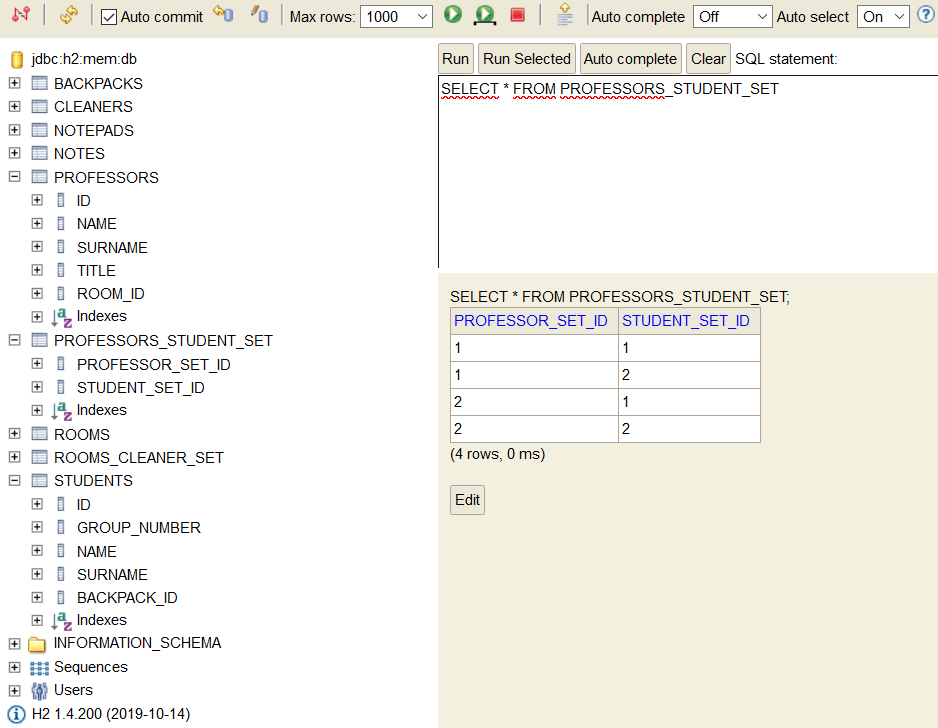 Auto commit Max rows: 1000 Auto complete Off Auto select On
jdbc:h2:mem:db
BACKPACKS
CLEANERS
NOTEPADS
NOTES
PROFESSORS
ID
NAME
SURNAME
TITLE
ROOM_ID
Indexes
PROFESSORS_STUDENT_SET
PROFESSOR_SET_ID
STUDENT_SET_ID
Indexes
ROOMS
ROOMS_CLEANER_SET
STUDENTS
ID
GROUP_NUMBER
NAME
SURNAME
BACKPACK_ID
Indexes
INFORMATION_SCHEMA
Sequences
Users
H2 1.4.200 (2019-10-14)
Run Run Selected Auto complete Clear SQL statement:
SELECT * FROM PROFESSORS_STUDENT_SET
SELECT * FROM PROFESSORS_STUDENT_SET;
PROFESSOR_SET_ID STUDENT_SET_ID
1 1
1 2
2 1
2 2
(4 rows, 0 ms)
Edit